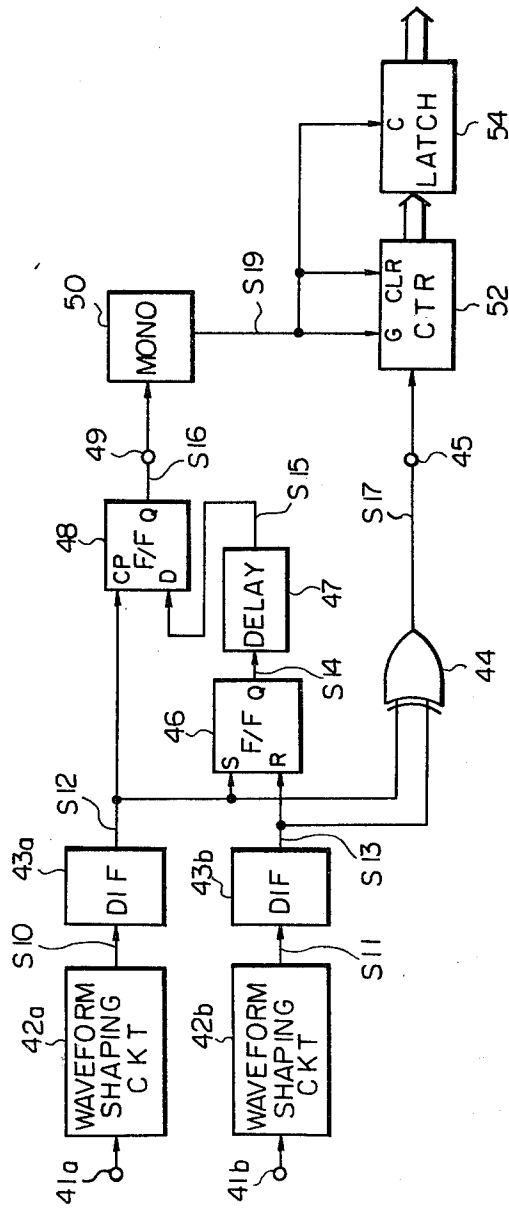 41a
42a
WAVEFORM
SHAPING
CKT
S10
43a
DIF
S12
41b
42b
WAVEFORM
SHAPING
CKT
S11
43b
DIF
S13
46
S
F/F
Q
R
S14
DELAY
47
S15
48
CP
F/F
Q
D
S16
49
50
MONO
S19
44
S17
45
G
CLR
CTR
52
C
LATCH
54